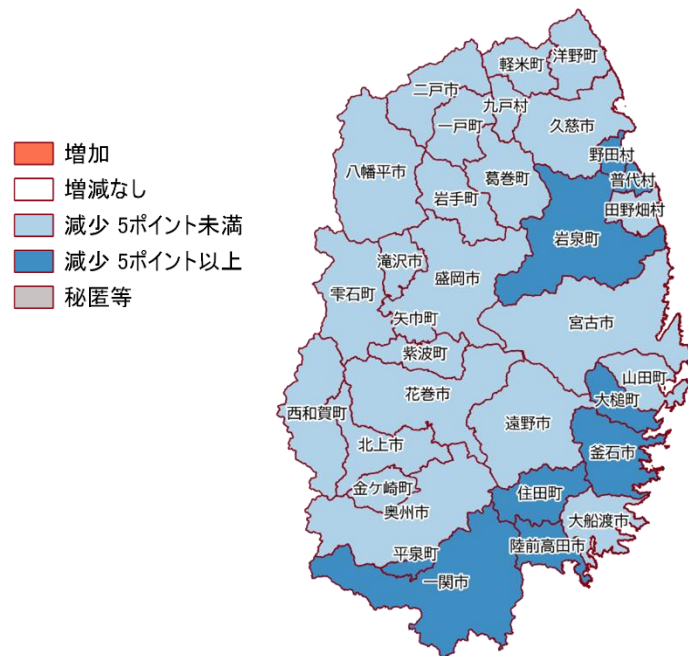 増加
増減なし
減少 5ポイント未満
減少 5ポイント以上
秘匿等
洋野町
軽米町
二戸市
九戸村
一戸町
久慈市
野田村
八幡平市
葛巻町
普代村
岩手町
田野畑村
岩泉町
滝沢市
盛岡市
雫石町
矢巾町
宮古市
紫波町
山田町
花巻市
大槌町
西和賀町
遠野市
北上市
釜石市
金ケ崎町
住田町
奥州市
大船渡市
平泉町
陸前高田市
一関市